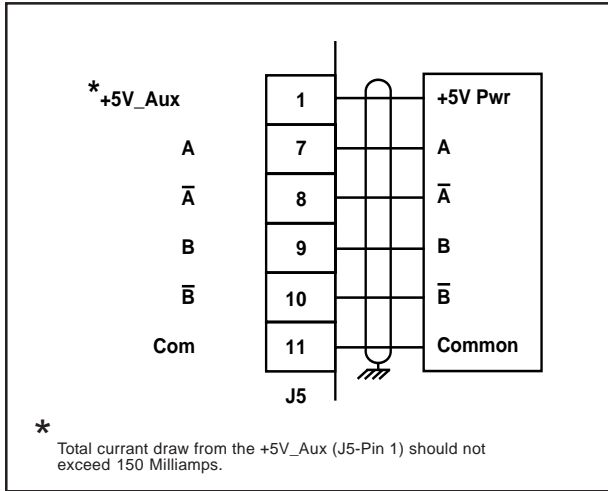 *+5V_Aux 1 +5V Pwr
A 7 A
A̅ 8 A̅
B 9 B
B̅ 10 B̅
Com 11 Common
J5
*
Total currant draw from the +5V_Aux (J5-Pin 1) should not
exceed 150 Milliamps.